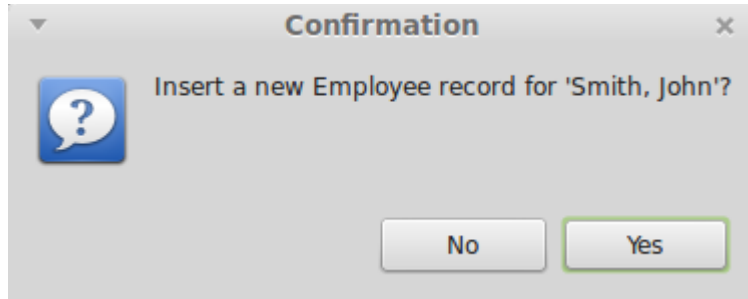 Confirmation
Insert a new Employee record for 'Smith, John'?
No
Yes